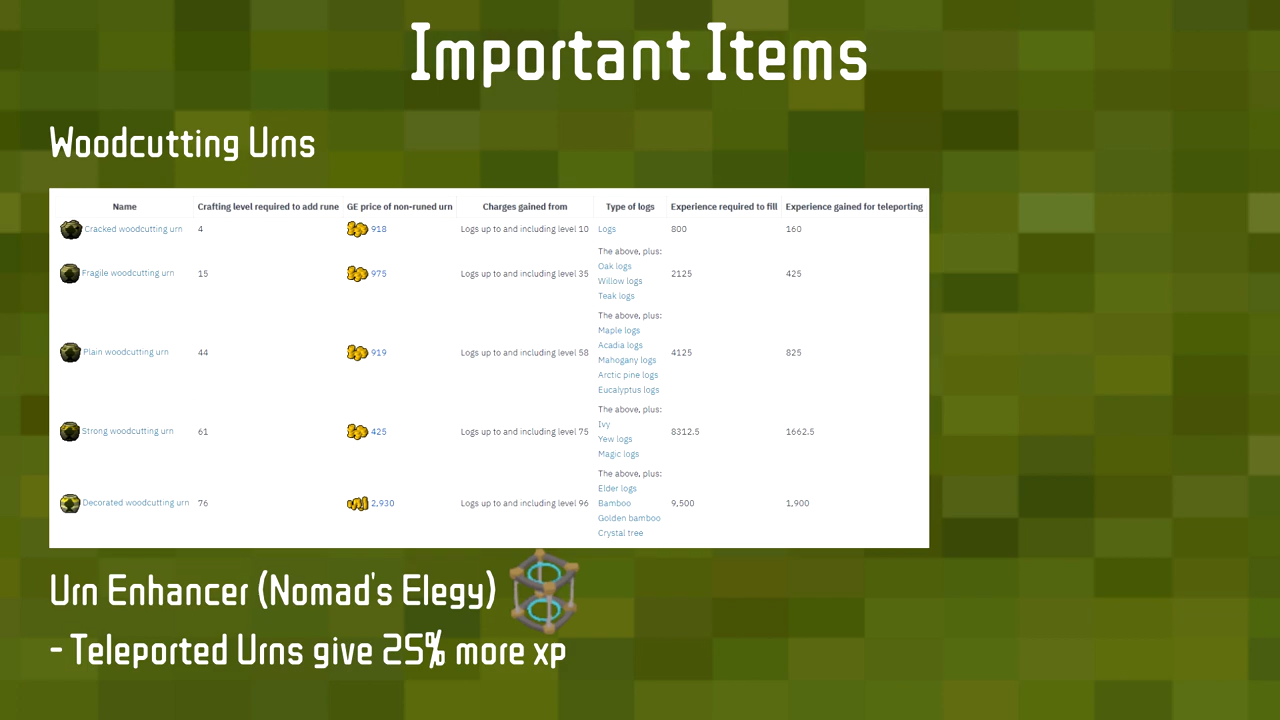 Important Items
Woodcutting Urns
Name Crafting level required to add rune GE price of non-runed urn Charges gained from Type of logs Experience required to fill Experience gained for teleporting
Cracked woodcutting urn 4 918 Logs up to and including level 10 Logs 800 160
The above, plus:
Oak logs
Fragile woodcutting urn 15 975 Logs up to and including level 35 2125 425
Willow logs
Teak logs
The above, plus:
Maple logs
Acadia logs
Plain woodcutting urn 44 919 Logs up to and including level 58 4125 825
Mahogany logs
Arctic pine logs
Eucalyptus logs
The above, plus:
Ivy
Strong woodcutting urn 61 425 Logs up to and including level 75 8312.5 1662.5
Yew logs
Magic logs
The above, plus:
Elder logs
Decorated woodcutting urn 76 2,930 Logs up to and including level 96 Bamboo 9,500 1,900
Golden bamboo
Crystal tree
Urn Enhancer (Nomad's Elegy)
- Teleported Urns give 25% more xp